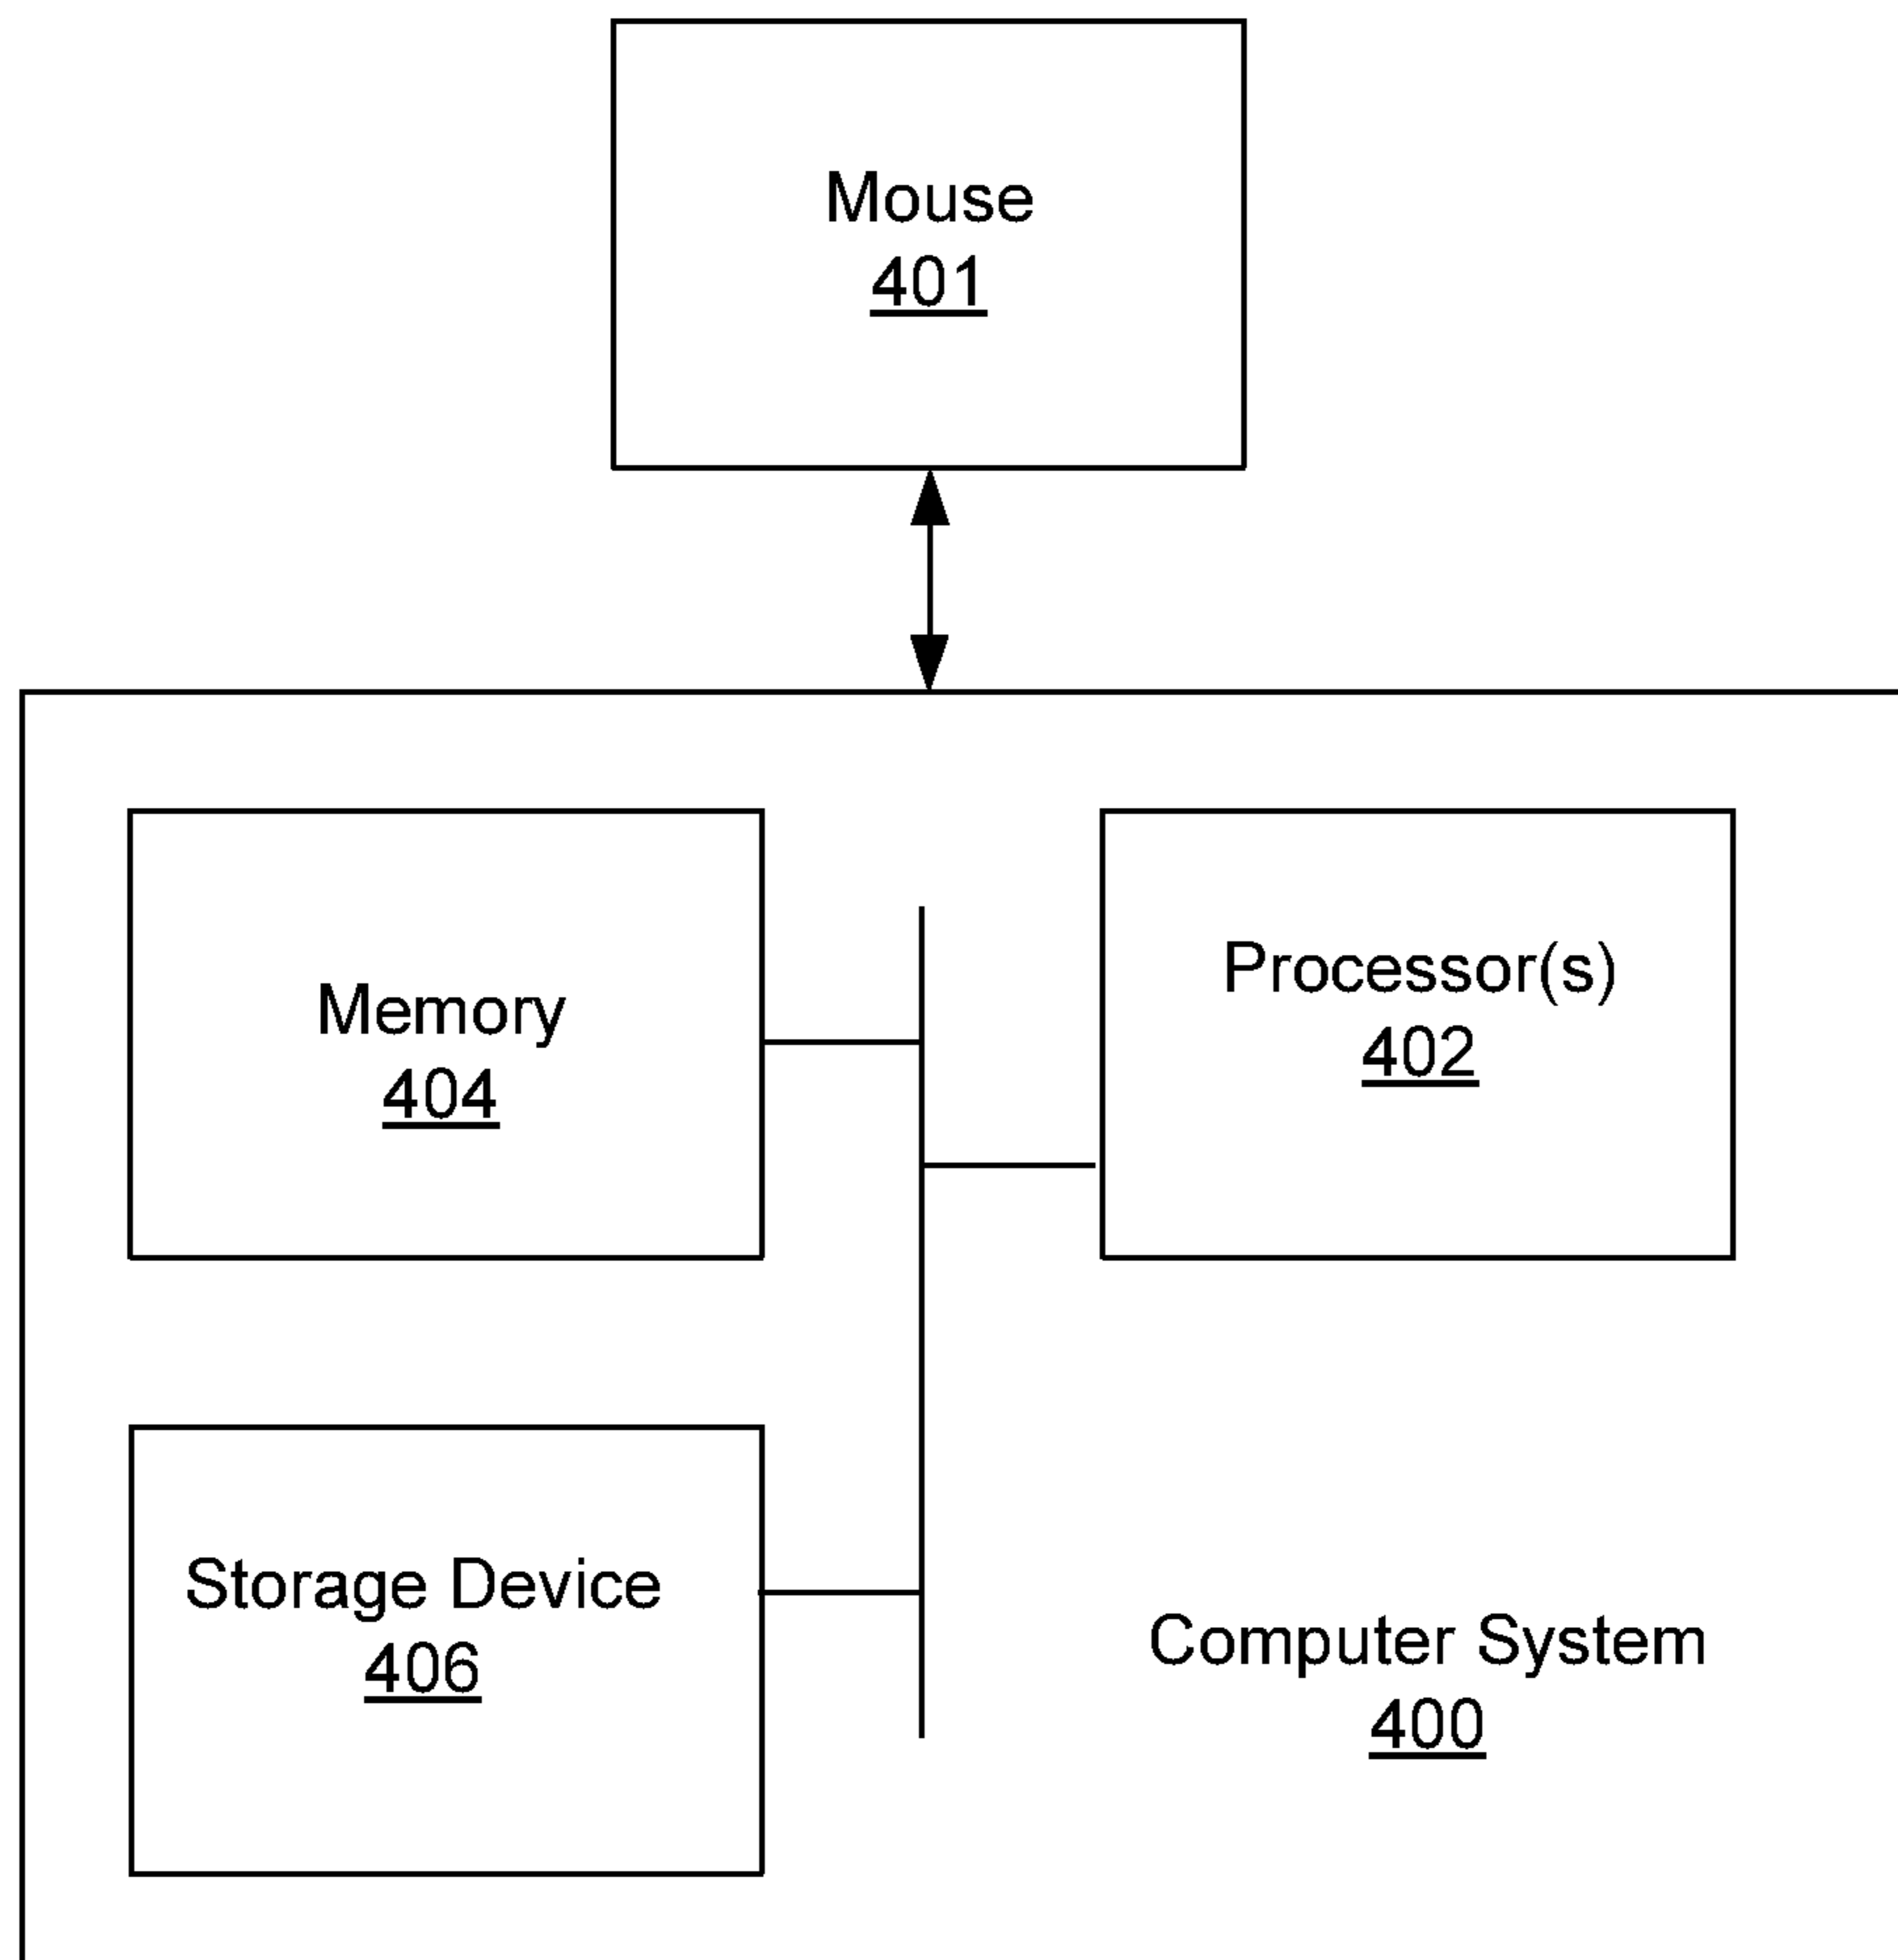 Mouse
401
Memory
404
Processor(s)
402
Storage Device
406
Computer System
400